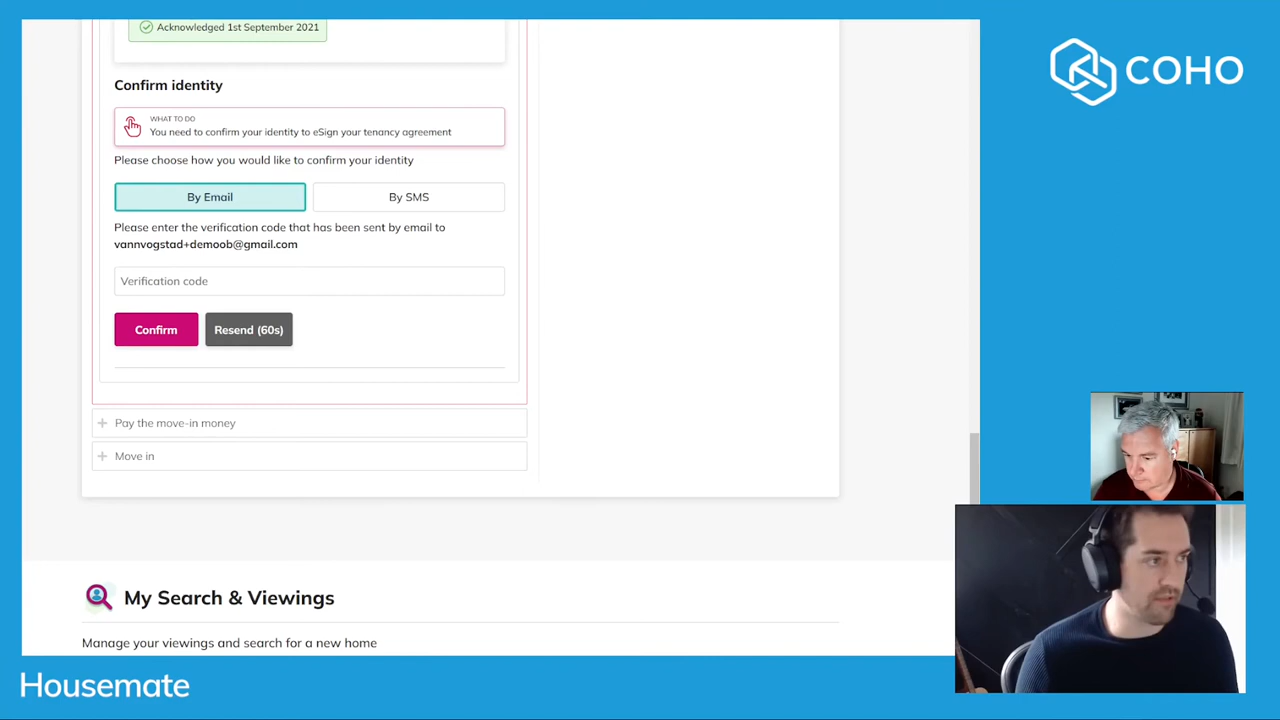 Acknowledged 1st September 2021
COHO
Confirm identity
WHAT TO DO
You need to confirm your identity to eSign your tenancy agreement
Please choose how you would like to confirm your identity
By Email
By SMS
Please enter the verification code that has been sent by email to
vannvogstad+demoob@gmail.com
Verification code
Confirm
Resend (60s)
Pay the move-in money
Move in
My Search & Viewings
Manage your viewings and search for a new home
Housemate